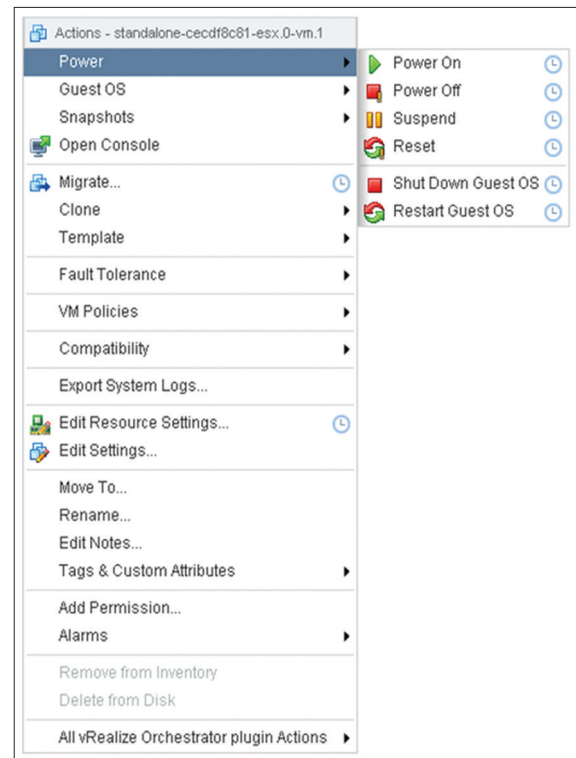 Actions - standalone-cecdf8c81-esx.0-vm.1
Power
Guest OS
Snapshots
Open Console
Migrate...
Clone
Template
Fault Tolerance
VM Policies
Compatibility
Export System Logs...
Edit Resource Settings...
Edit Settings...
Move To...
Rename...
Edit Notes...
Tags & Custom Attributes
Add Permission...
Alarms
Remove from Inventory
Delete from Disk
All vRealize Orchestrator plugin Actions
Power On
Power Off
Suspend
Reset
Shut Down Guest OS
Restart Guest OS